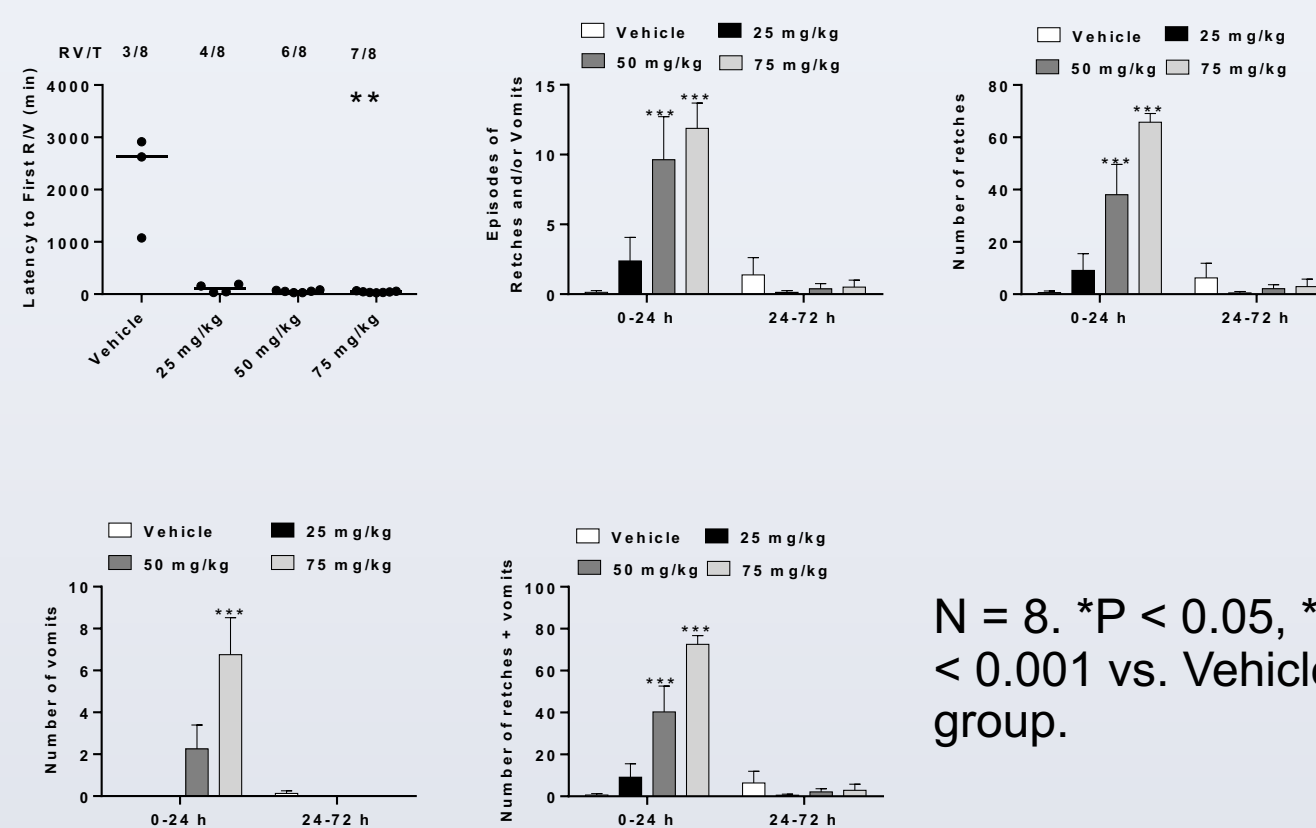 RV/T 3/8 4/8 6/8 7/8
Latency to First R/V (min)
4000
**
3000
2000
1000
0
Vehicle
25 mg/kg
50 mg/kg
75 mg/kg
Vehicle 25 mg/kg
50 mg/kg 75 mg/kg
Episodes of
Retches and/or Vomits
15
*** ***
10
5
0
0-24 h 24-72 h
Vehicle 25 mg/kg
50 mg/kg 75 mg/kg
Number of retches
80
***
60
***
40
20
0
0-24 h 24-72 h
Vehicle 25 mg/kg
50 mg/kg 75 mg/kg
Number of vomits
10
***
8
6
4
2
0
0-24 h 24-72 h
Vehicle 25 mg/kg
50 mg/kg 75 mg/kg
Number of retches + vomits
100
80
***
60
***
40
20
0
0-24 h 24-72 h
N = 8. *P < 0.05, *
< 0.001 vs. Vehicle
group.